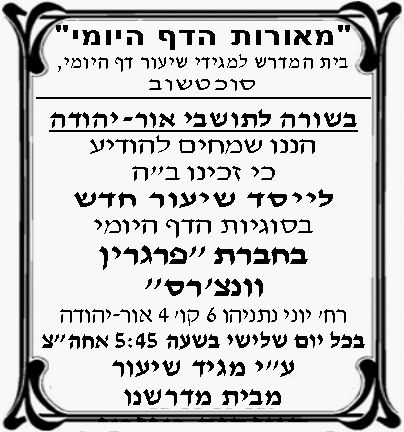 "מאורות הדף היומי"
בית המדרש למגידי שיעור דף היומי,
סוכטשוב
בשורה לתושבי אור-יהודה
הננו שמחים להודיע
כי זכינו ב"ה
לייסד שיעור חדש
בסוגיות הדף היומי
בחברת "פרגרין
וונצ'רס"
רח' יוני נתניהו 6 קו' 4 אור-יהודה
בכל יום שלישי בשעה 5:45 אחה"צ
ע"י מגיד שיעור
מבית מדרשנו